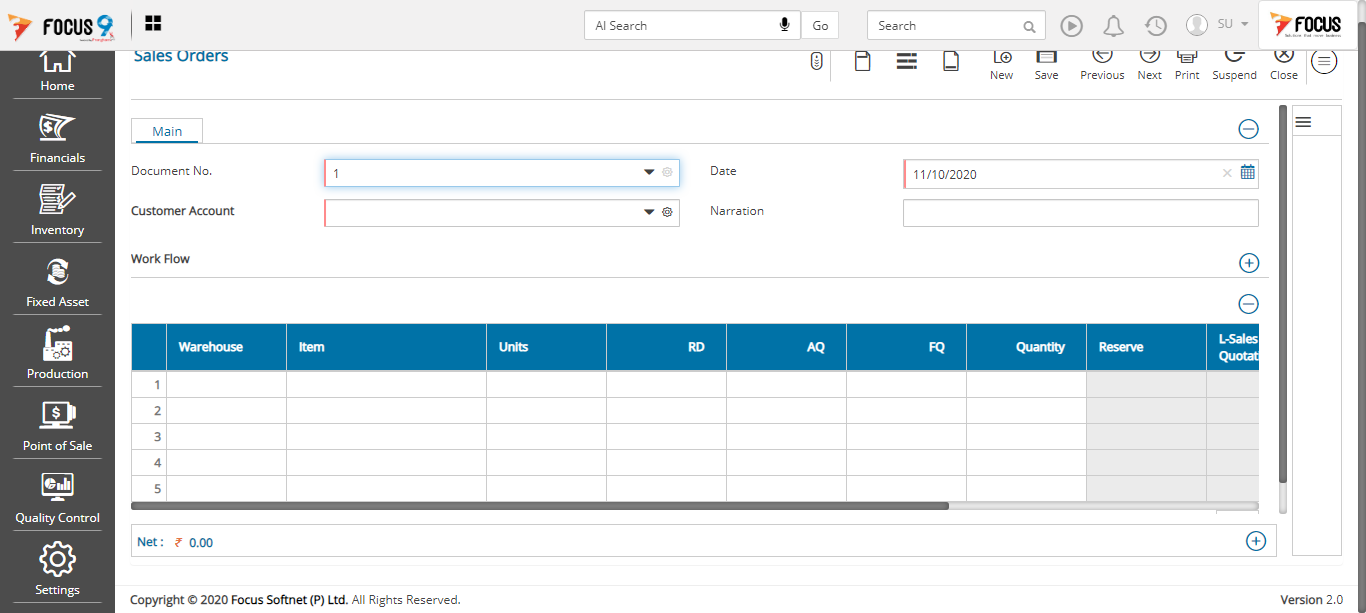 FOCUS 9
AI Search
Go
Search
SU
FOCUS
Sales Orders
New
Save
Previous
Next
Print
Suspend
Close
Home
Financials
Inventory
Fixed Asset
Production
Point of Sale
Quality Control
Settings
Main
Document No.
1
Date
11/10/2020
Customer Account
Narration
Work Flow
Warehouse
Item
Units
RD
AQ
FQ
Quantity
Reserve
L-Sales
Quotat
1
2
3
4
5
Net : ₹ 0.00
Copyright © 2020 Focus Softnet (P) Ltd. All Rights Reserved.
Version 2.0